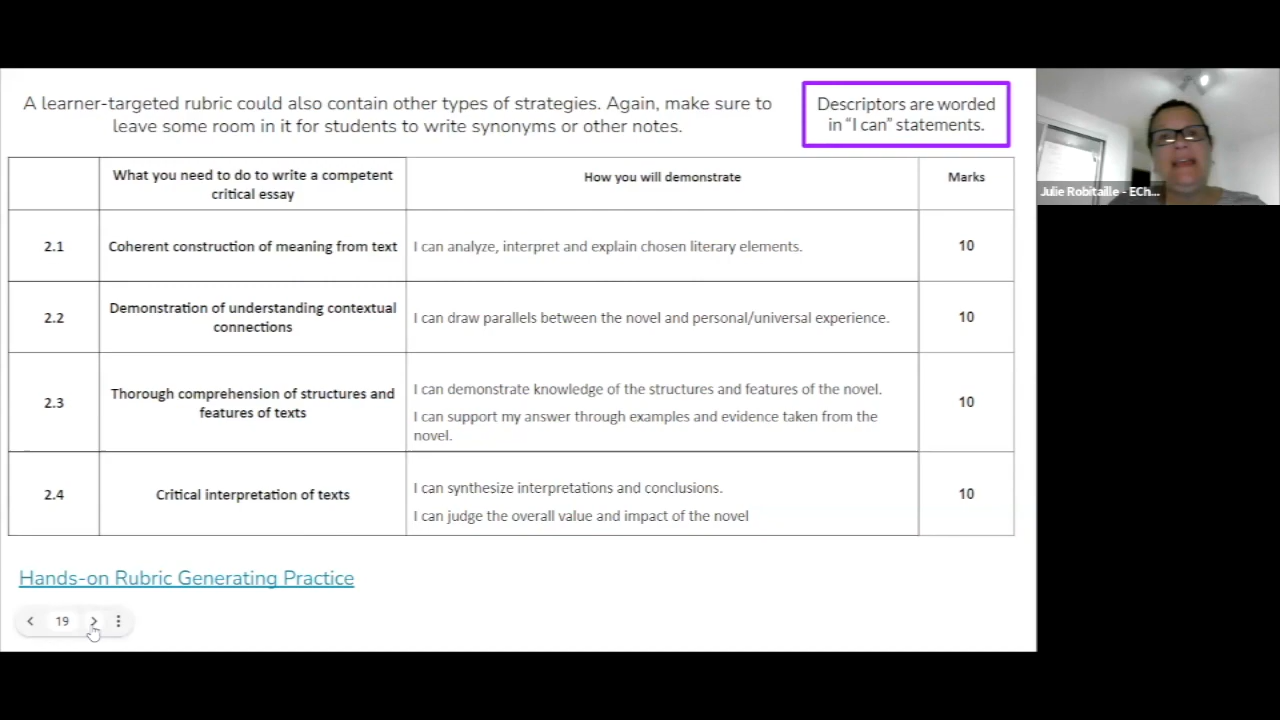 A learner-targeted rubric could also contain other types of strategies. Again, make sure to
leave some room in it for students to write synonyms or other notes.
Descriptors are worded
in “I can” statements.
What you need to do to write a competent
critical essay
How you will demonstrate
Marks
2.1
Coherent construction of meaning from text
I can analyze, interpret and explain chosen literary elements.
10
2.2
Demonstration of understanding contextual
connections
I can draw parallels between the novel and personal/universal experience.
10
2.3
Thorough comprehension of structures and
features of texts
I can demonstrate knowledge of the structures and features of the novel.
I can support my answer through examples and evidence taken from the
novel.
10
2.4
Critical interpretation of texts
I can synthesize interpretations and conclusions.
I can judge the overall value and impact of the novel
10
Hands-on Rubric Generating Practice
19
Julie Robitaille - ECh...